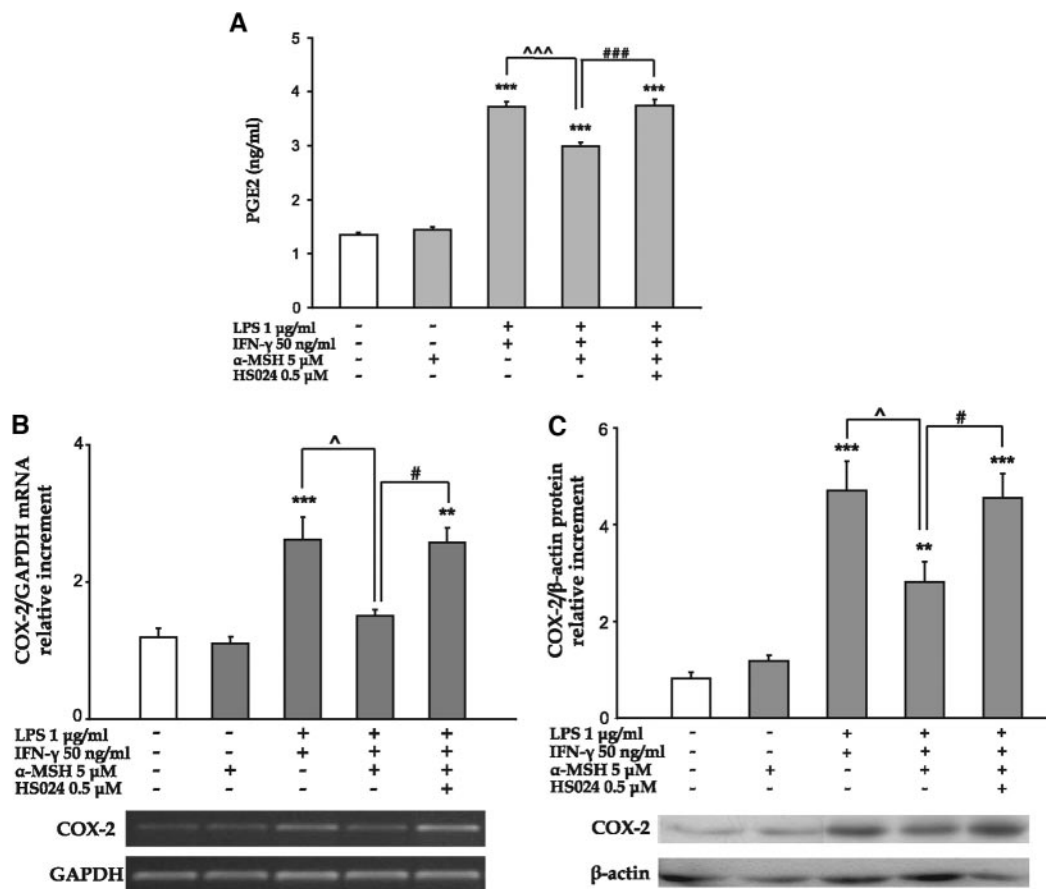 A
5
4
3
2
1
0
PGE2 (ng/ml)
^^^
###
***
***
***
LPS 1 µg/ml - - + + +
IFN-γ 50 ng/ml - - + + +
α-MSH 5 µM - + - + +
HS024 0.5 µM - - - - +
B
4
2
0
COX-2/GAPDH mRNA
relative increment
^
#
***
**
LPS 1 µg/ml - - + + +
IFN-γ 50 ng/ml - - + + +
α-MSH 5 µM - + - + +
HS024 0.5 µM - - - - +
COX-2
GAPDH
C
6
4
2
0
COX-2/β-actin protein
relative increment
^
#
***
**
***
LPS 1 µg/ml - - + + +
IFN-γ 50 ng/ml - - + + +
α-MSH 5 µM - + - + +
HS024 0.5 µM - - - - +
COX-2
β-actin